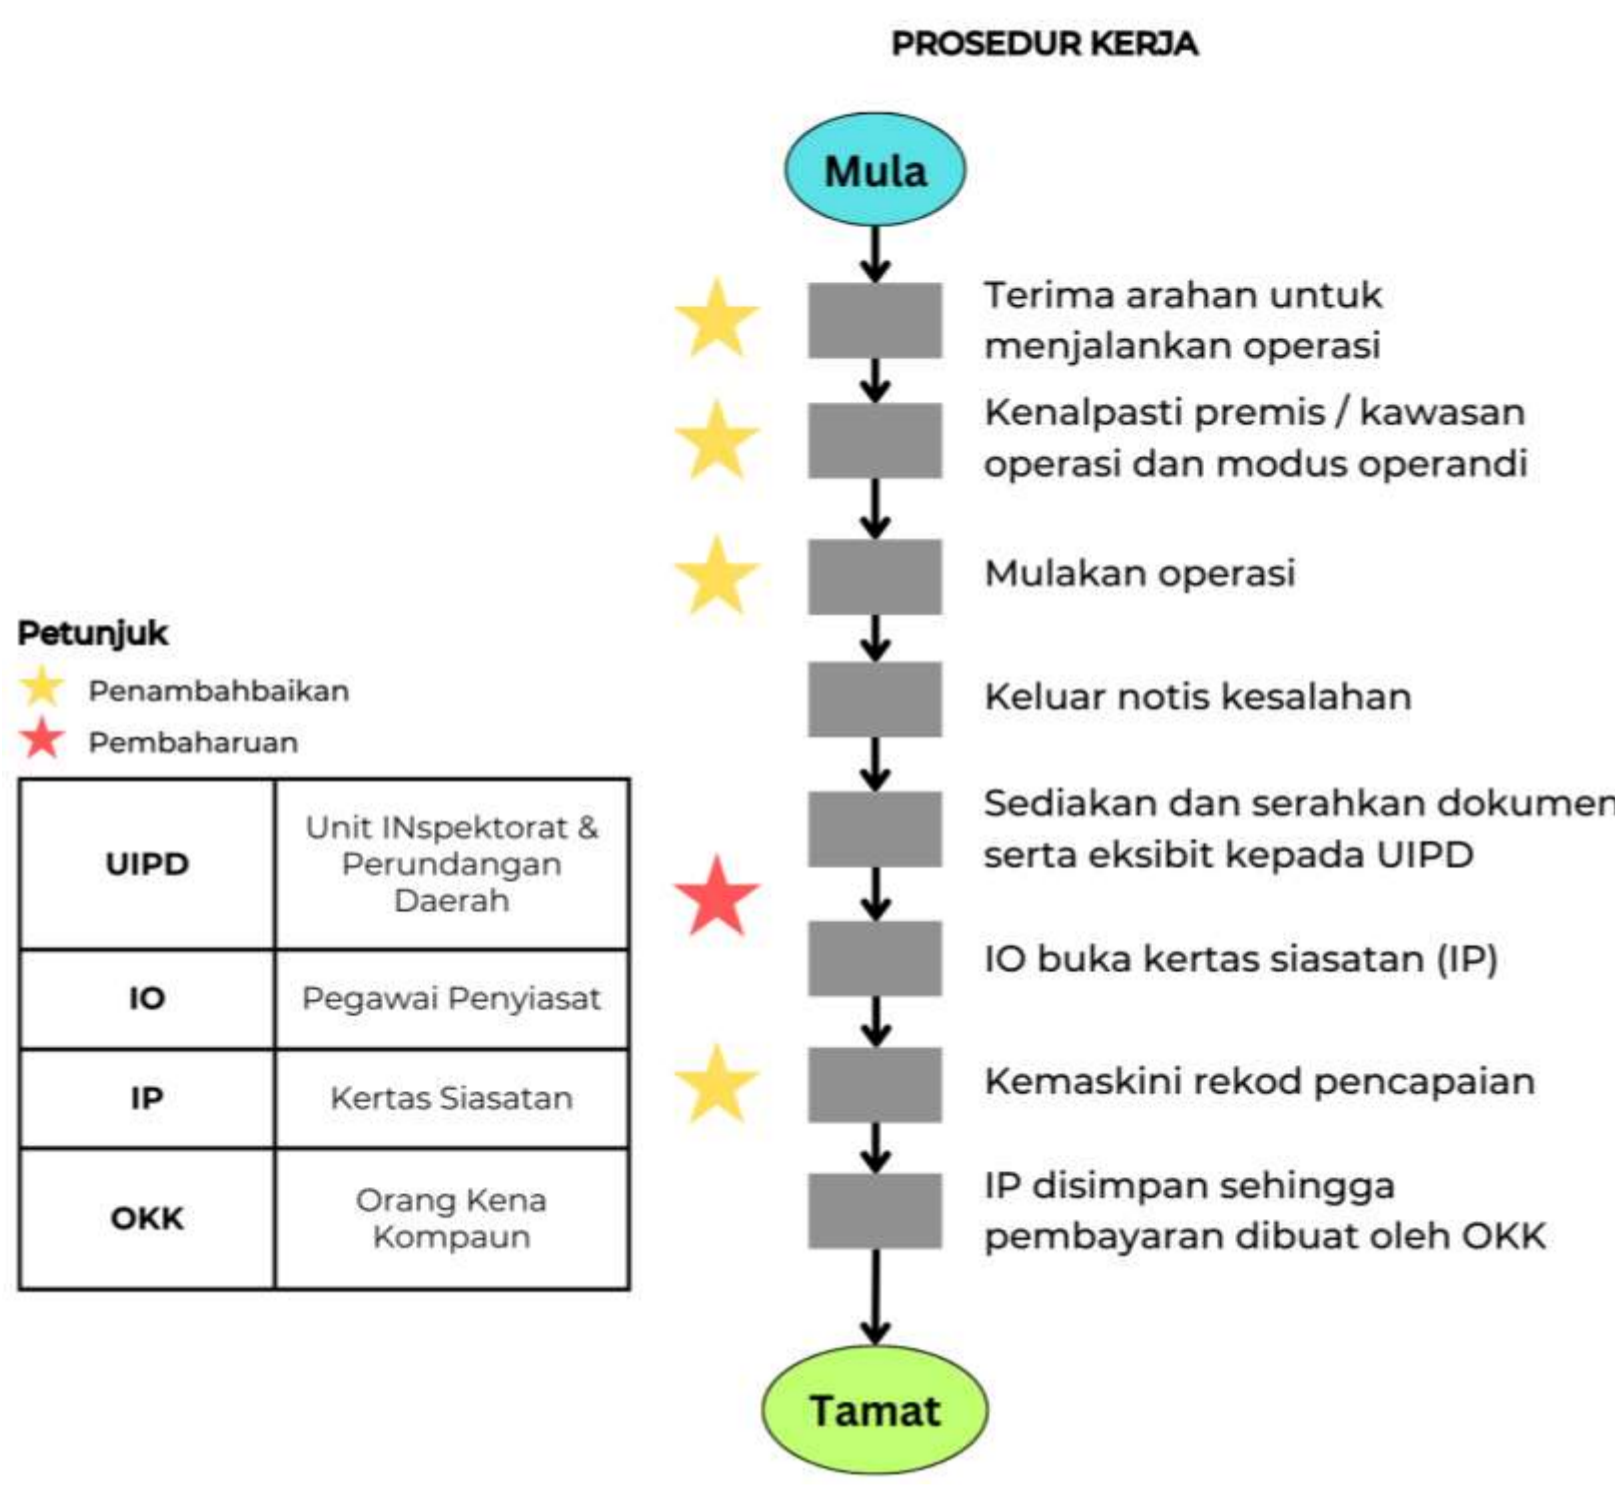 PROSEDUR KERJA
Mula
Terima arahan untuk
menjalankan operasi
Kenalpasti premis / kawasan
operasi dan modus operandi
Mulakan operasi
Keluar notis kesalahan
Sediakan dan serahkan dokumen
serta eksibit kepada UIPD
IO buka kertas siasatan (IP)
Kemaskini rekod pencapaian
IP disimpan sehingga
pembayaran dibuat oleh OKK
Tamat
Petunjuk
Penambahbaikan
Pembaharuan
UIPD
Unit INspektorat &
Perundangan
Daerah
IO
Pegawai Penyiasat
IP
Kertas Siasatan
OKK
Orang Kena
Kompaun